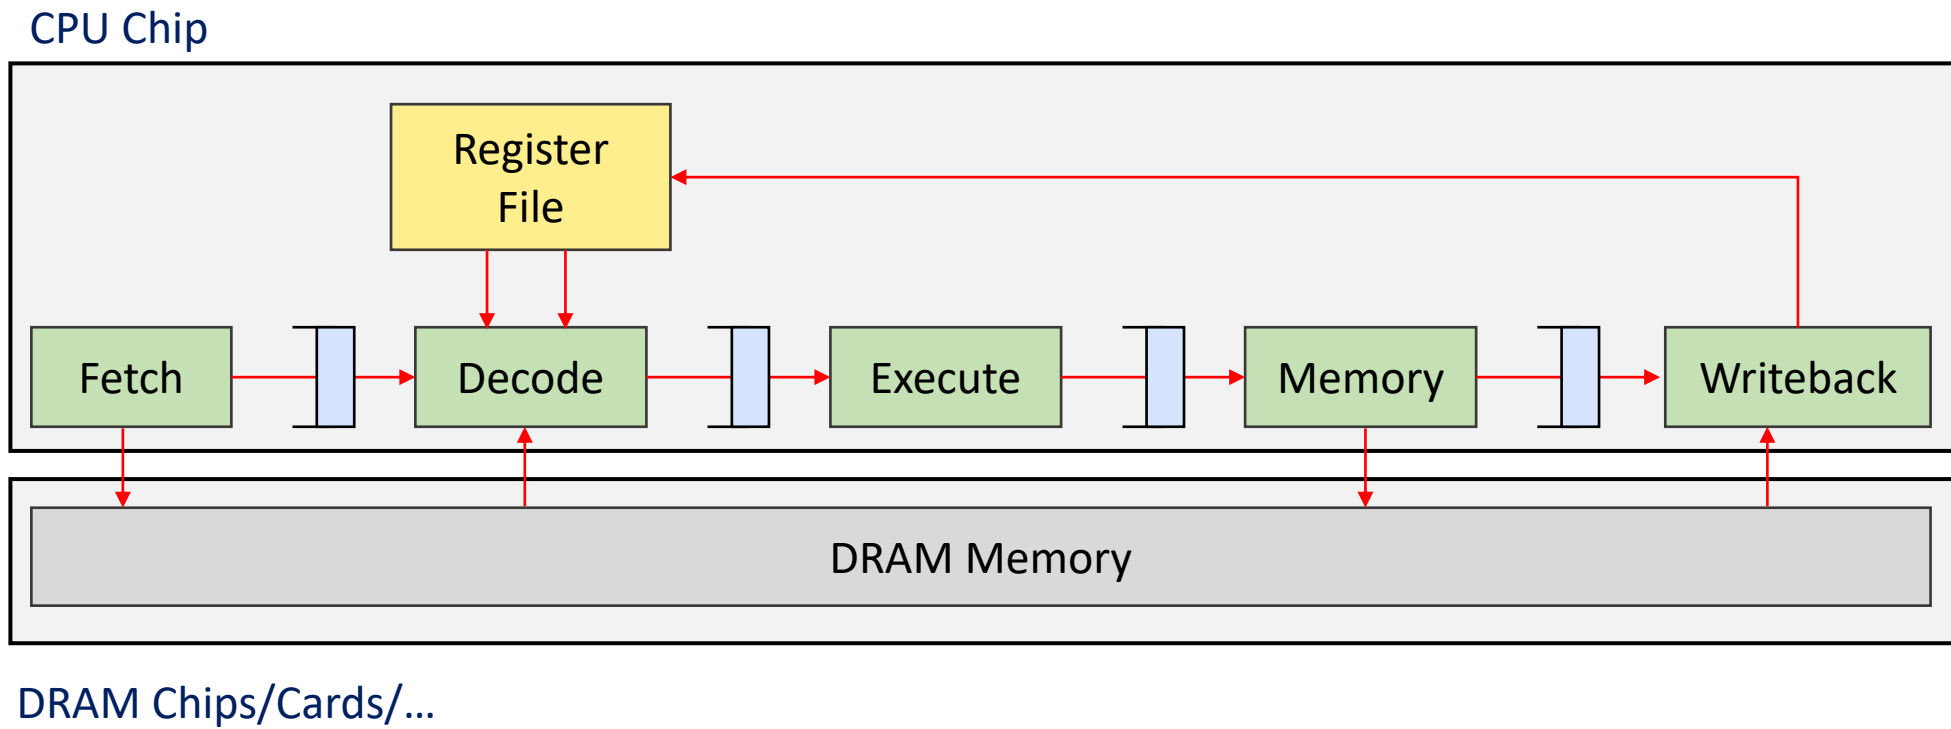 CPU Chip
Register
File
Fetch
Decode
Execute
Memory
Writeback
DRAM Memory
DRAM Chips/Cards/...